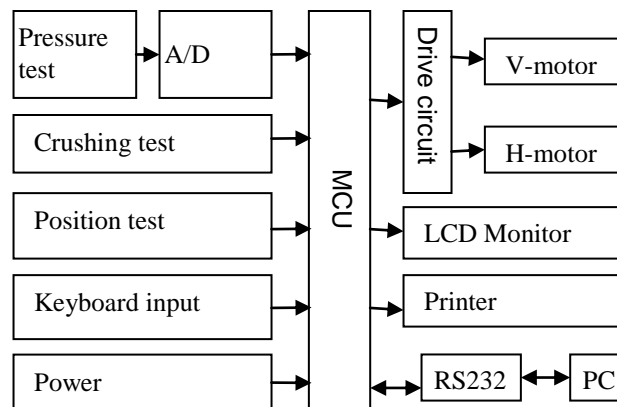 Pressure
test
A/D
Crushing test
Position test
Keyboard input
Power
MCU
Drive circuit
V-motor
H-motor
LCD Monitor
Printer
RS232
PC